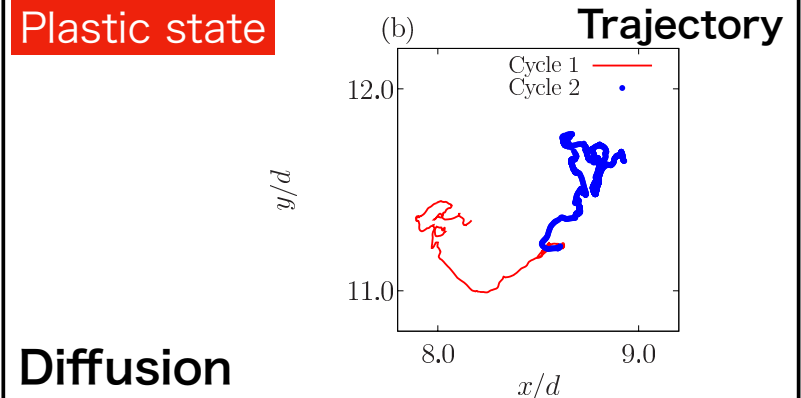 Plastic state
(b)
Trajectory
Cycle 1
Cycle 2
12.0
y/d
11.0
8.0
9.0
x/d
Diffusion